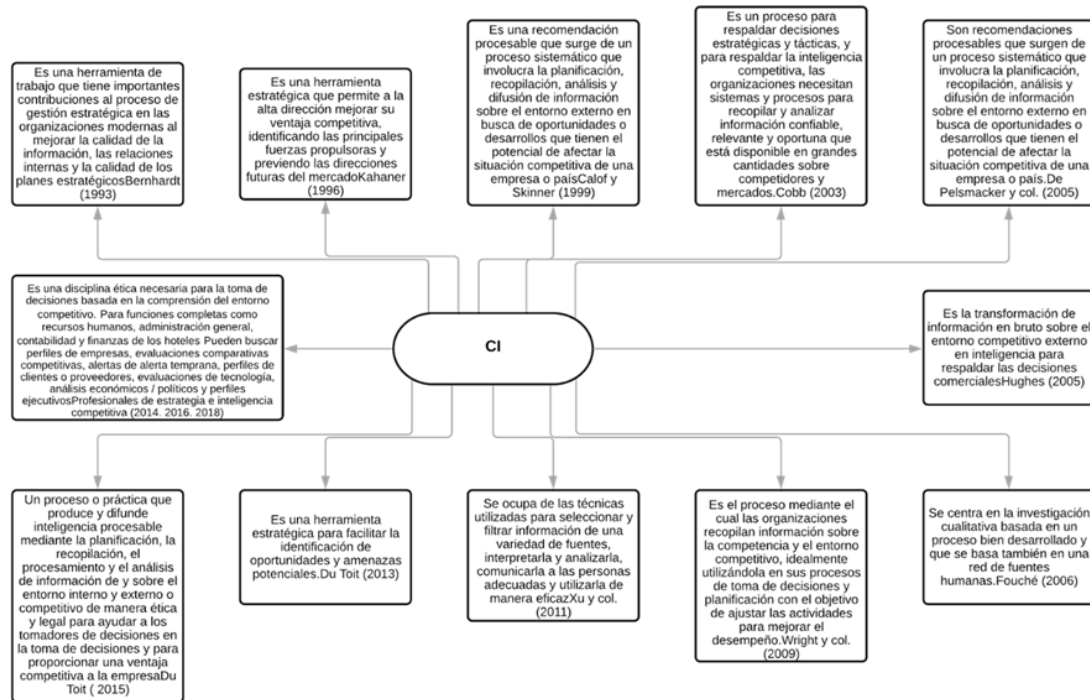 Es una herramienta de
trabajo que tiene importantes
contribuciones al proceso de
gestión estratégica en las
organizaciones modernas al
mejorar la calidad de la
información, las relaciones
internas y la calidad de los
planes estratégicosBernhardt
(1993)
Es una herramienta
estratégica que permite a la
alta dirección mejorar su
ventaja competitiva,
identificando las principales
fuerzas propulsoras y
previendo las direcciones
futuras del mercadoKahaner
(1996)
Es una recomendación
procesable que surge de un
proceso sistemático que
involucra la planificación,
recopilación, análisis y
difusión de información
sobre el entorno externo en
busca de oportunidades o
desarrollos que tienen el
potencial de afectar la
situación competitiva de una
empresa o paísCalof y
Skinner (1999)
Es un proceso para
respaldar decisiones
estratégicas y tácticas, y
para respaldar la inteligencia
competitiva, las
organizaciones necesitan
sistemas y procesos para
recopilar y analizar
información confiable,
relevante y oportuna que
está disponible en grandes
cantidades sobre
competidores y
mercados.Cobb (2003)
Son recomendaciones
procesables que surgen de
un proceso sistemático que
involucra la planificación,
recopilación, análisis y
difusión de información
sobre el entorno externo en
busca de oportunidades o
desarrollos que tienen el
potencial de afectar la
situación competitiva de una
empresa o país.De
Pelsmacker y col. (2005)
Es una disciplina ética necesaria para la toma de
decisiones basada en la comprensión del entorno
competitivo. Para funciones completas como
recursos humanos, administración general,
contabilidad y finanzas de los hoteles Pueden buscar
perfiles de empresas, evaluaciones comparativas
competitivas, alertas de alerta temprana, perfiles de
clientes o proveedores, evaluaciones de tecnología,
análisis económicos / políticos y perfiles
ejecutivosProfesionales de estrategia e inteligencia
competitiva (2014. 2016. 2018)
CI
Es la transformación de
información en bruto sobre el
entorno competitivo externo
en inteligencia para
respaldar las decisiones
comercialesHughes (2005)
Un proceso o práctica que
produce y difunde
inteligencia procesable
mediante la planificación, la
recopilación, el
procesamiento y el análisis
de información de y sobre el
entorno interno y externo o
competitivo de manera ética
y legal para ayudar a los
tomadores de decisiones en
la toma de decisiones y para
proporcionar una ventaja
competitiva a la empresaDu
Toit ( 2015)
Es una herramienta
estratégica para facilitar la
identificación de
oportunidades y amenazas
potenciales.Du Toit (2013)
Se ocupa de las técnicas
utilizadas para seleccionar y
filtrar información de una
variedad de fuentes,
interpretarla y analizarla,
comunicarla a las personas
adecuadas y utilizarla de
manera eficazXu y col.
(2011)
Es el proceso mediante el
cual las organizaciones
recopilan información sobre
la competencia y el entorno
competitivo, idealmente
utilizándola en sus procesos
de toma de decisiones y
planificación con el objetivo
de ajustar las actividades
para mejorar el
desempeño.Wright y col.
(2009)
Se centra en la investigación
cualitativa basada en un
proceso bien desarrollado y
que se basa también en una
red de fuentes
humanas.Fouché (2006)